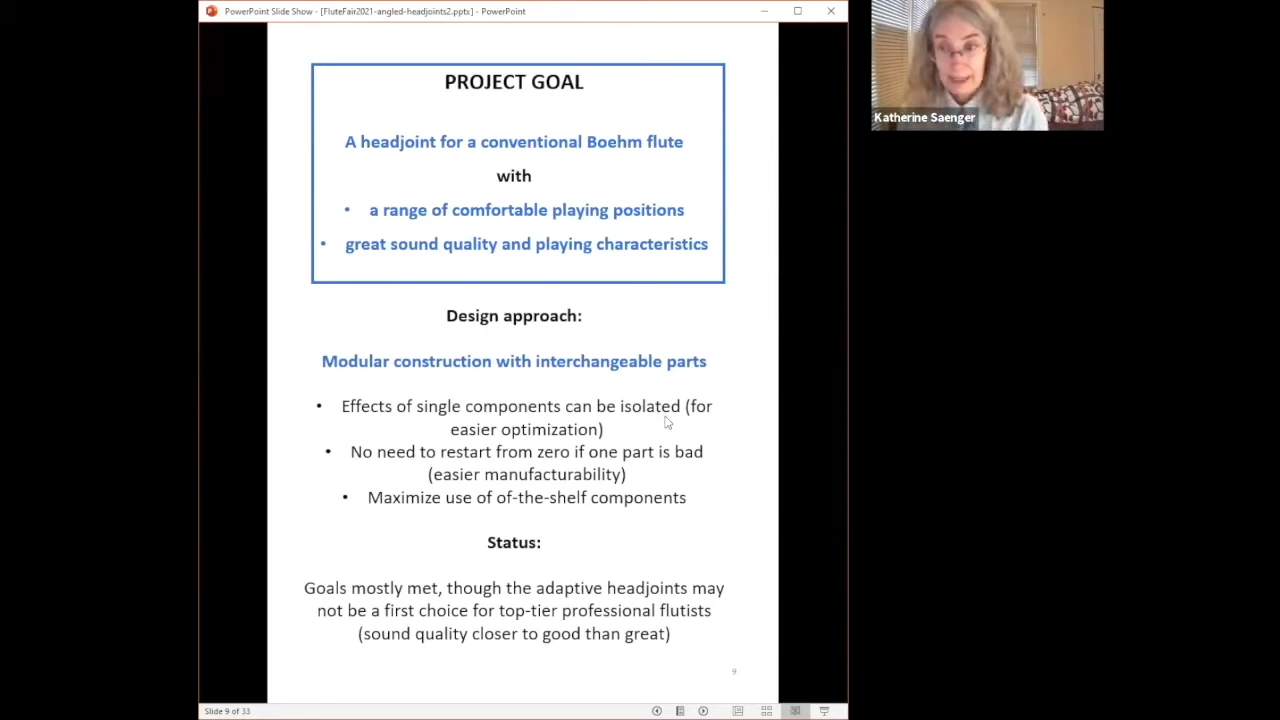 PowerPoint Slide Show - [FluteFair2021-angled-headjoints2.ppts] - PowerPoint
PROJECT GOAL
A headjoint for a conventional Boehm flute
with
• a range of comfortable playing positions
• great sound quality and playing characteristics
Design approach:
Modular construction with interchangeable parts
• Effects of single components can be isolated (for
easier optimization)
• No need to restart from zero if one part is bad
(easier manufacturability)
• Maximize use of of-the-shelf components
Status:
Goals mostly met, though the adaptive headjoints may
not be a first choice for top-tier professional flutists
(sound quality closer to good than great)
9
Slide 9 of 33
Katherine Saenger